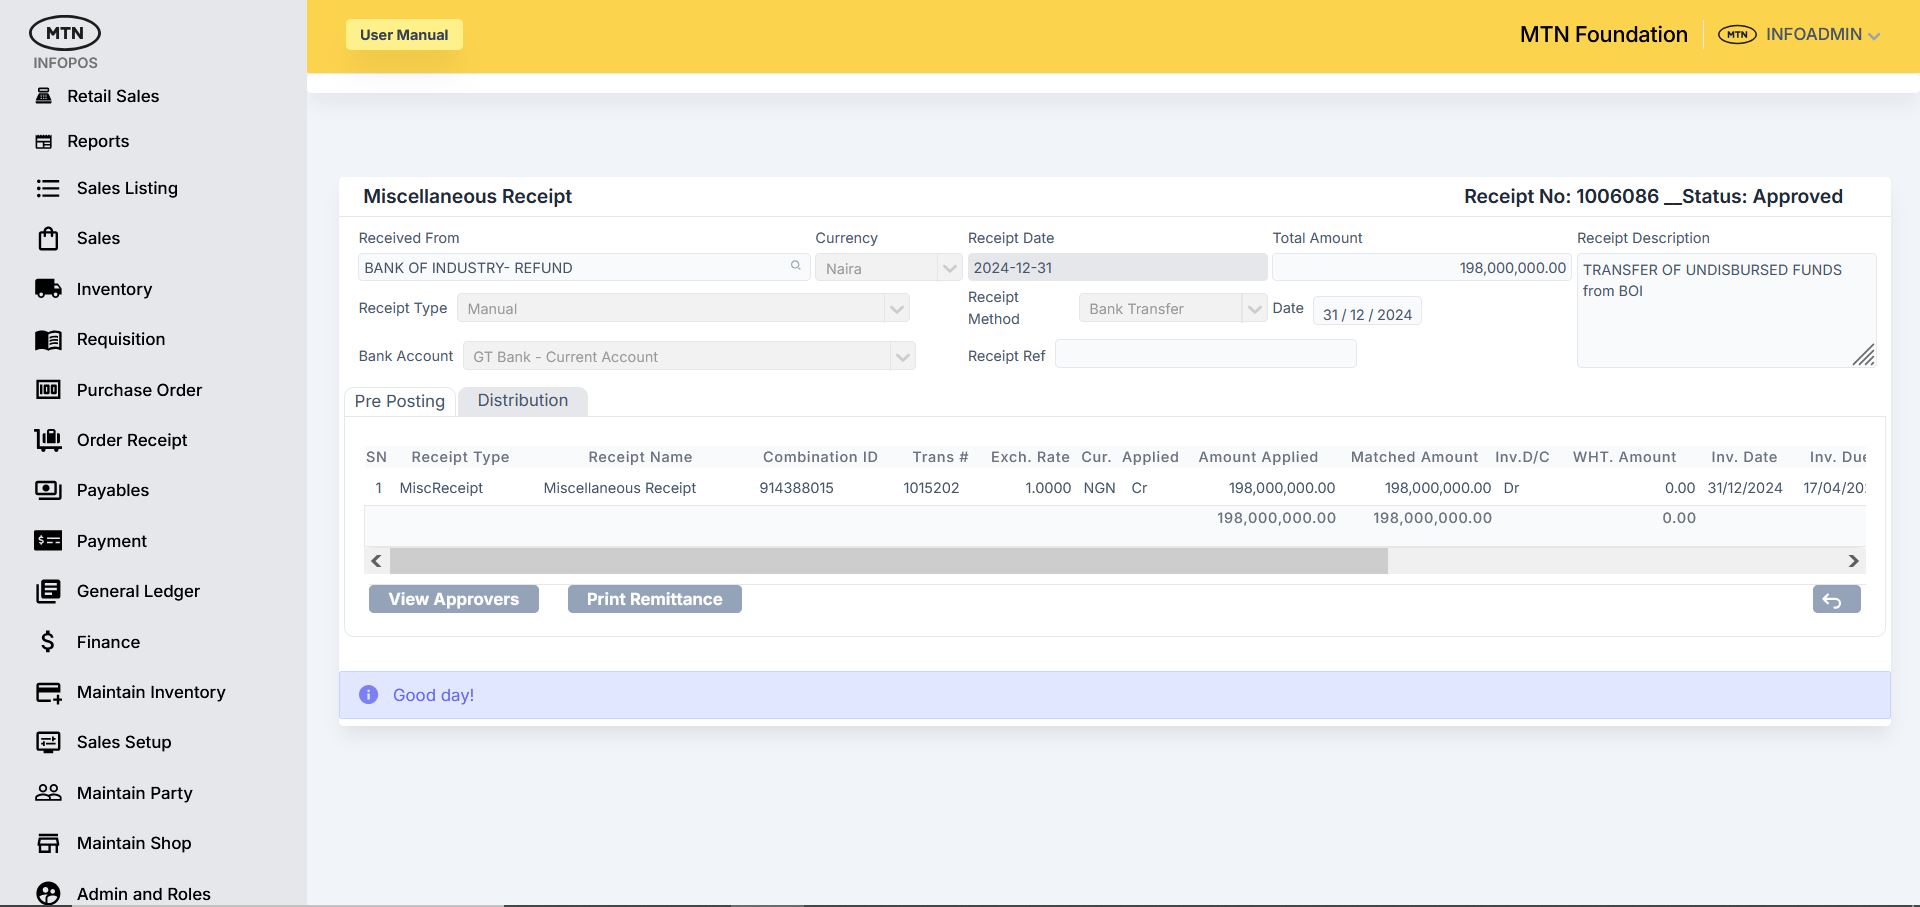 MTN
INFOPOS
Retail Sales
Reports
Sales Listing
Sales
Inventory
Requisition
Purchase Order
Order Receipt
Payables
Payment
General Ledger
Finance
Maintain Inventory
Sales Setup
Maintain Party
Maintain Shop
Admin and Roles
User Manual
MTN Foundation
MTN INFOADMIN
Miscellaneous Receipt
Receipt No: 1006086 __Status: Approved
Received From Currency Receipt Date Total Amount Receipt Description
BANK OF INDUSTRY- REFUND Naira 2024-12-31 198,000,000.00 TRANSFER OF UNDISBURSED FUNDS
from BOI
Receipt Type Manual Receipt Method Bank Transfer Date 31 / 12 / 2024
Bank Account GT Bank - Current Account Receipt Ref
Pre Posting Distribution
SN Receipt Type Receipt Name Combination ID Trans # Exch. Rate Cur. Applied Amount Applied Matched Amount Inv.D/C WHT. Amount Inv. Date Inv. Due
1 MiscReceipt Miscellaneous Receipt 914388015 1015202 1.0000 NGN Cr 198,000,000.00 198,000,000.00 Dr 0.00 31/12/2024 17/04/20
198,000,000.00 198,000,000.00 0.00
View Approvers Print Remittance
Good day!